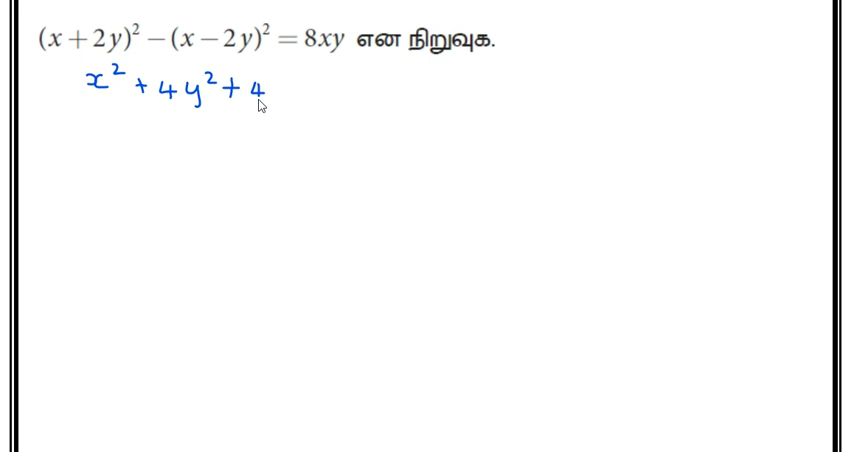 (x + 2y)² − (x − 2y)² = 8xy என நிறுவுக.
x² + 4y² + 4